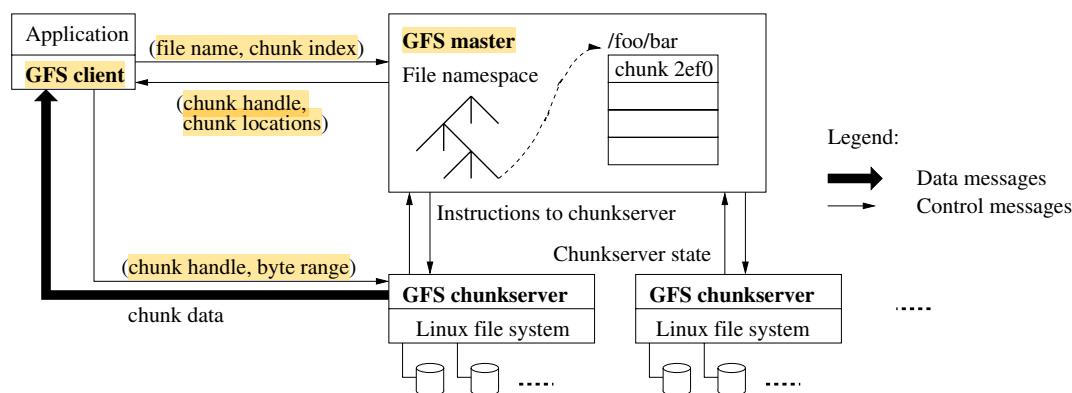 Application
GFS client
(file name, chunk index)
(chunk handle,
chunk locations)
GFS master
File namespace
/foo/bar
chunk 2ef0
Legend:
Data messages
Control messages
Instructions to chunkserver
Chunkserver state
(chunk handle, byte range)
chunk data
GFS chunkserver
Linux file system
GFS chunkserver
Linux file system